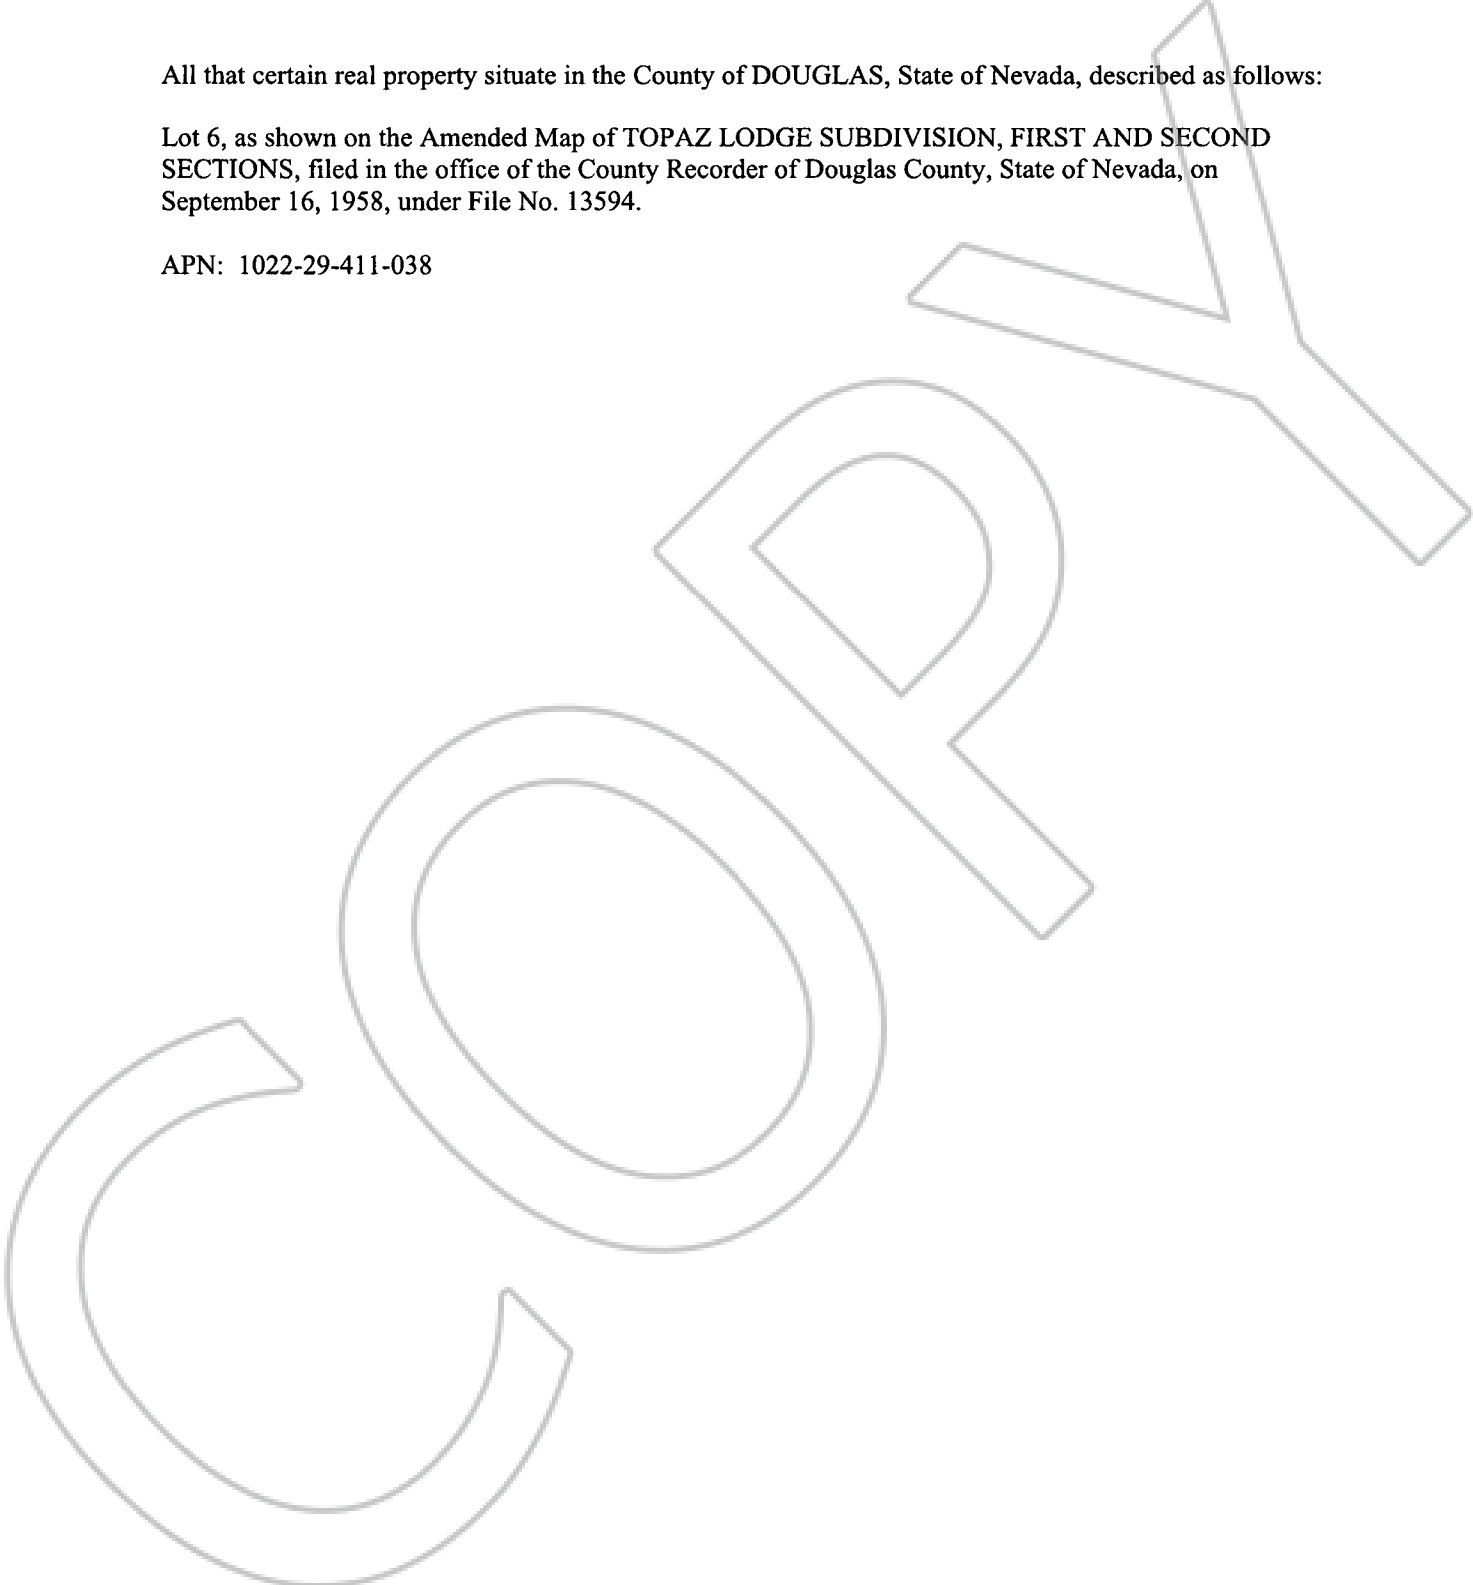 All that certain real property situate in the County of DOUGLAS, State of Nevada, described as follows:
Lot 6, as shown on the Amended Map of TOPAZ LODGE SUBDIVISION, FIRST AND SECOND
SECTIONS, filed in the office of the County Recorder of Douglas County, State of Nevada, on
September 16, 1958, under File No. 13594.
APN: 1022-29-411-038
COPY